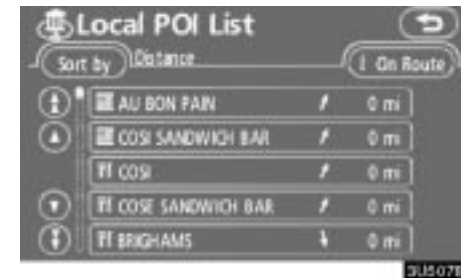 Local POI List
Sort by Distance
i On Route
AU BON PAIN 0 mi
COSI SANDWICH BAR 0 mi
COSI 0 mi
COSE SANDWICH BAR 0 mi
BRIGHAMS 0 mi